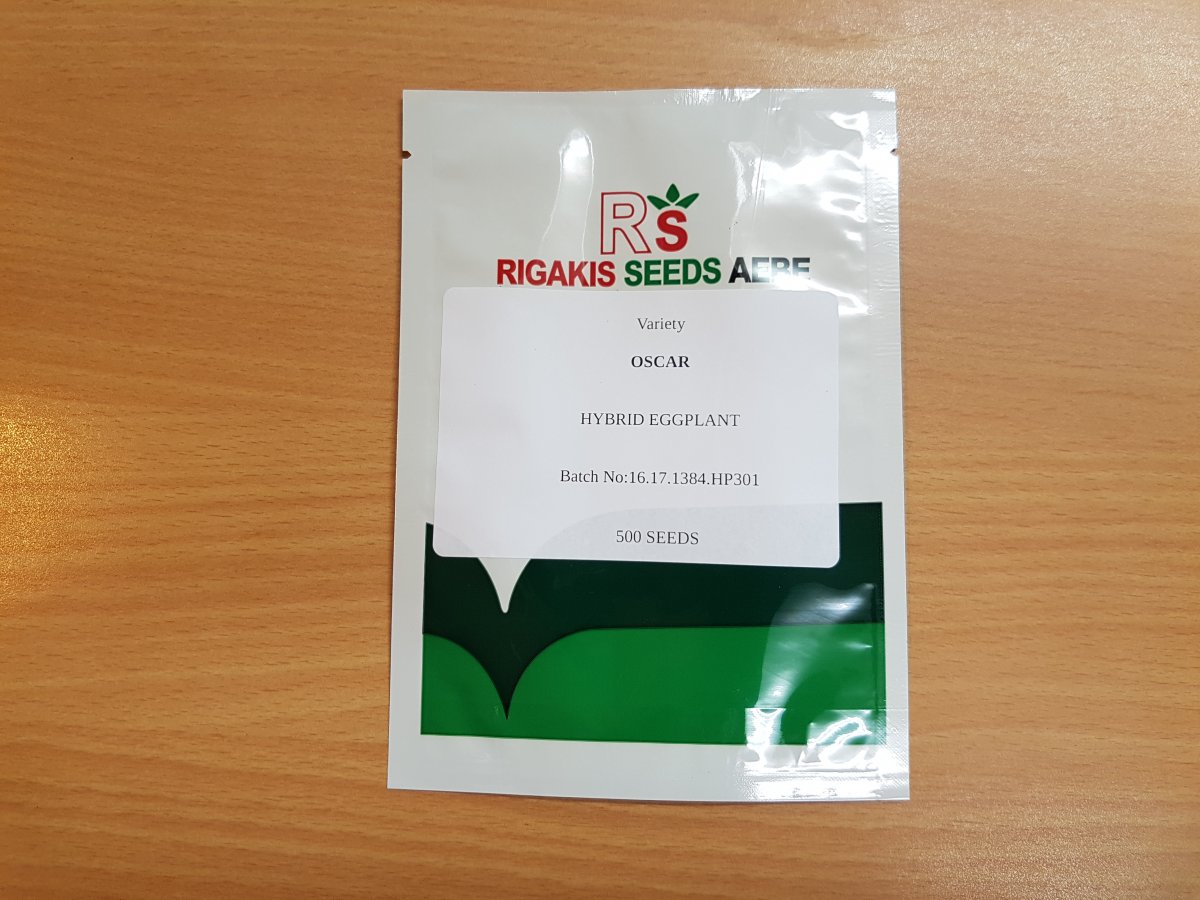 RS
RIGAKIS SEEDS AEBE
Variety
OSCAR
HYBRID EGGPLANT
Batch No:16.17.1384.HP301
500 SEEDS